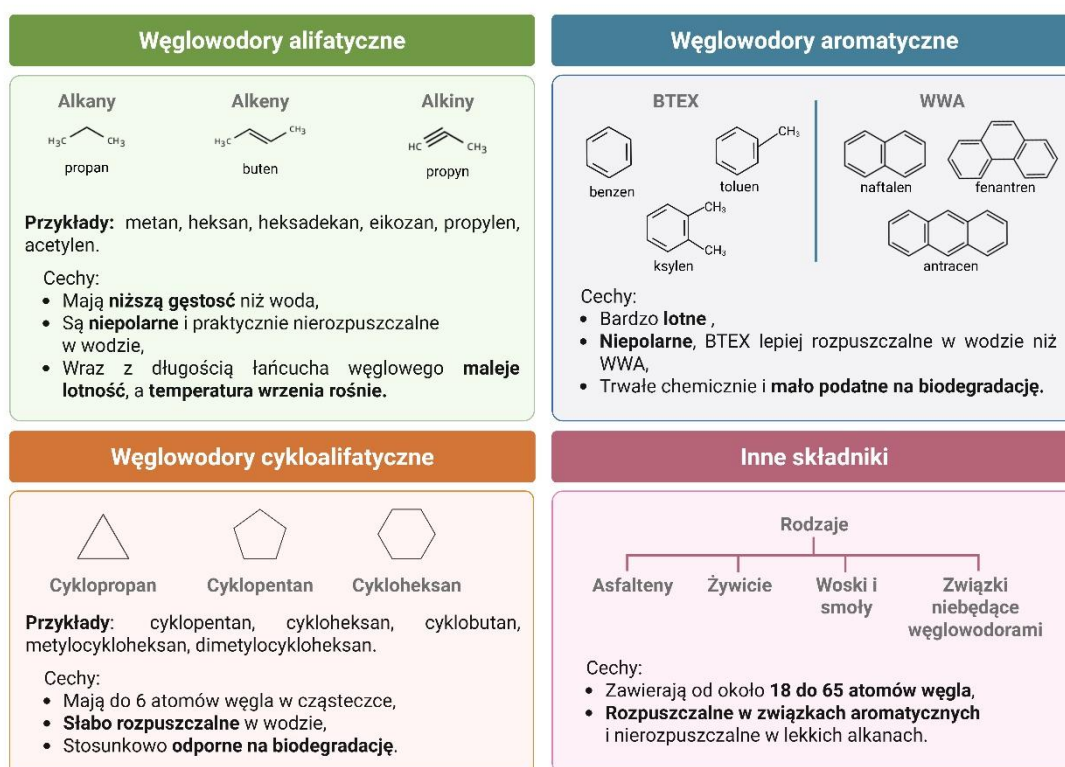 Węglowodory alifatyczne
Alkany
Alkeny
Alkiny
H₃C CH₃
H₃C CH₃
HC CH₃
propan
buten
propyn
Przykłady: metan, heksan, heksadekan, eikozan, propylen,
acetylen.
Cechy:
• Mają niższą gęstość niż woda,
• Są niepolarne i praktycznie nierozpuszczalne
w wodzie,
• Wraz z długością łańcucha węglowego maleje
lotność, a temperatura wrzenia rośnie.
Węglowodory aromatyczne
BTEX
WWA
CH₃
benzen
toluen
CH₃
CH₃
ksylen
naftalen
fenantren
antracen
Cechy:
• Bardzo lotne ,
• Niepolarne, BTEX lepiej rozpuszczalne w wodzie niż
WWA,
• Trwałe chemicznie i mało podatne na biodegradację.
Węglowodory cykloalifatyczne
Cyklopropan
Cyklopentan
Cykloheksan
Przykłady: cyklopentan, cykloheksan, cyklobutan,
metylocykloheksan, dimetylocykloheksan.
Cechy:
• Mają do 6 atomów węgla w cząsteczce,
• Słabo rozpuszczalne w wodzie,
• Stosunkowo odporne na biodegradację.
Inne składniki
Rodzaje
Asfalteny
Żywicie
Woski i
smoły
Związki
niebędące
węglowodorami
Cechy:
• Zawierają od około 18 do 65 atomów węgla,
• Rozpuszczalne w związkach aromatycznych
i nierozpuszczalne w lekkich alkanach.